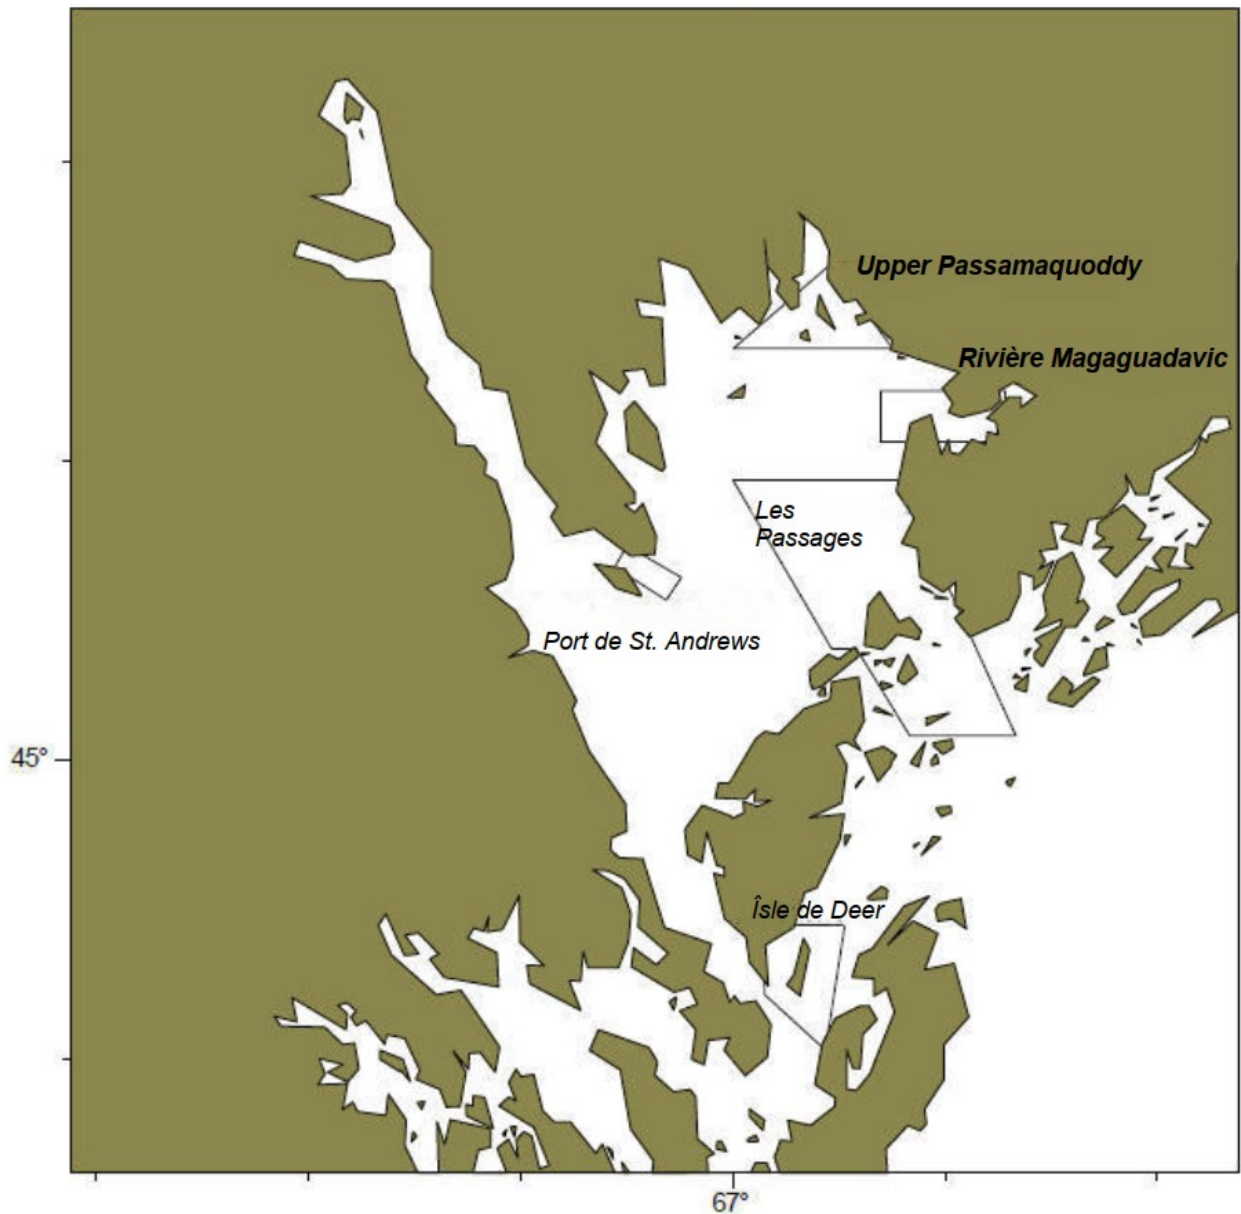 Upper Passamaquoddy
Rivière Magaguadavic
Les
Passages
Port de St. Andrews
45°
Îsle de Deer
67°